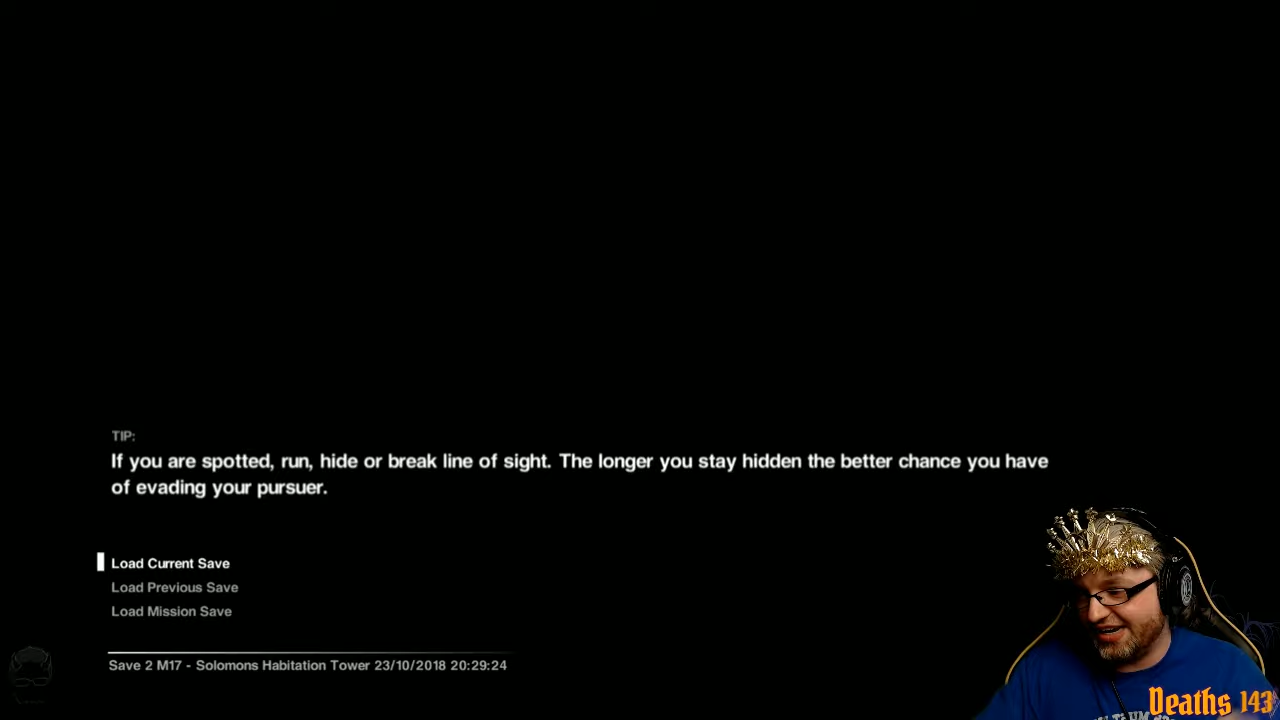 TIP:
If you are spotted, run, hide or break line of sight. The longer you stay hidden the better chance you have
of evading your pursuer.
Load Current Save
Load Previous Save
Load Mission Save
Save 2 M17 - Solomons Habitation Tower 23/10/2018 20:29:24
Deaths 143